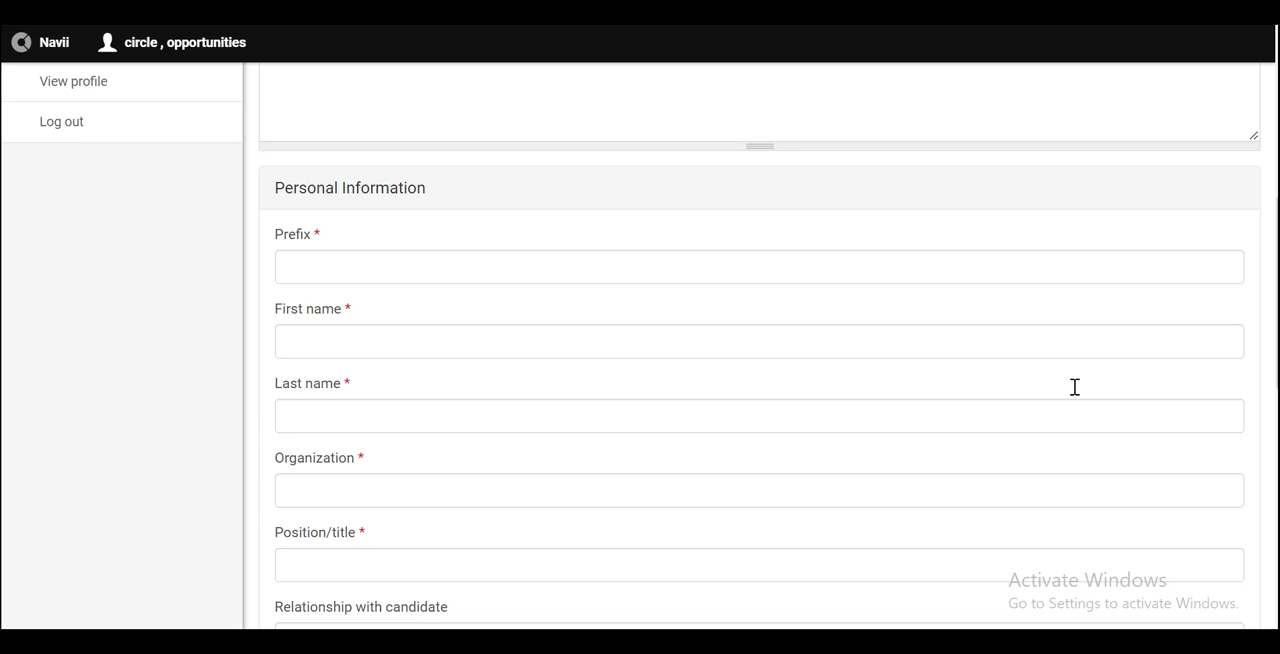 Navii circle , opportunities
View profile
Log out
Personal Information
Prefix *
First name *
Last name *
Organization *
Position/title *
Relationship with candidate
Activate Windows
Go to Settings to activate Windows.